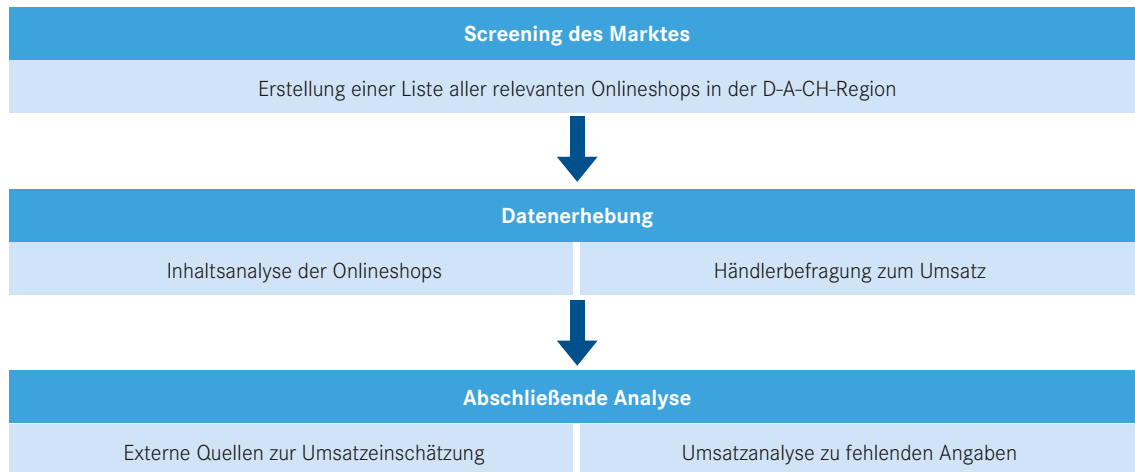 Screening des Marktes
Erstellung einer Liste aller relevanten Onlineshops in der D-A-CH-Region
Datenerhebung
Inhaltsanalyse der Onlineshops
Händlerbefragung zum Umsatz
Abschließende Analyse
Externe Quellen zur Umsatzeinschätzung
Umsatzanalyse zu fehlenden Angaben